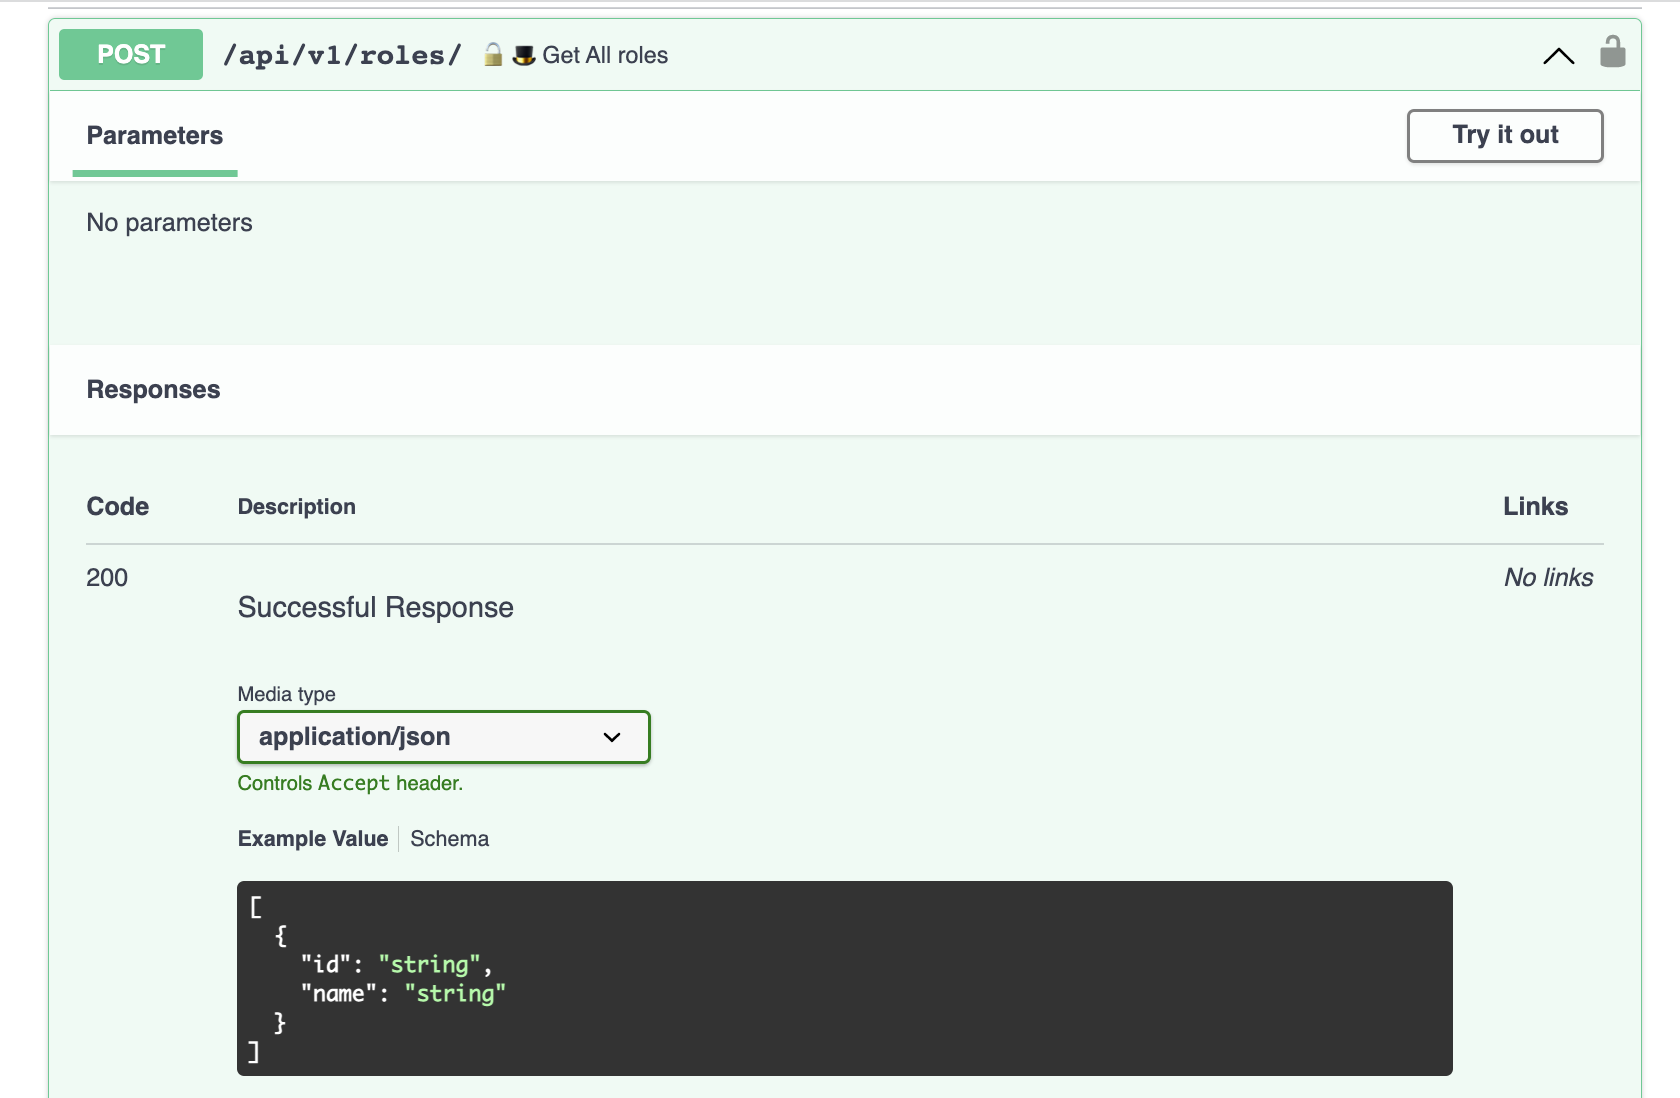 POST /api/v1/roles/ 🔓 🎩 Get All roles
Parameters
Try it out
No parameters
Responses
Code Description Links
200
Successful Response
No links
Media type
application/json
Controls Accept header.
Example Value | Schema
[
  {
    "id": "string",
    "name": "string"
  }
]